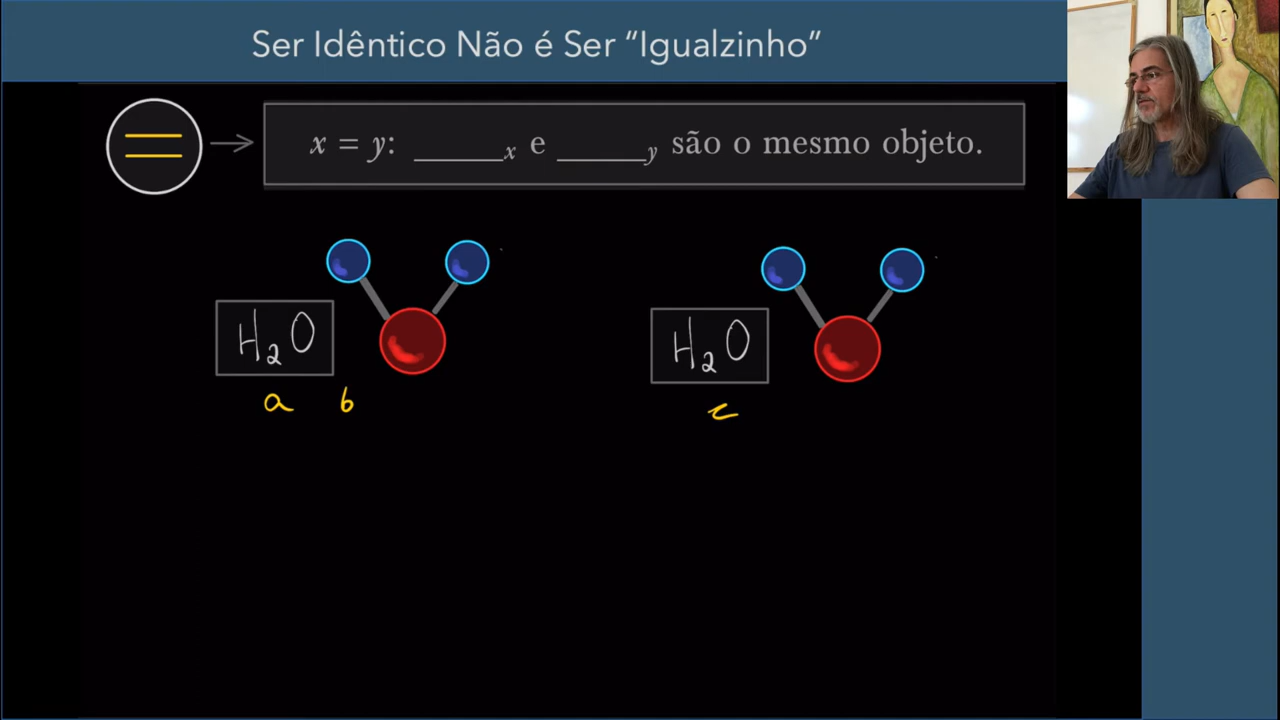 Ser Idêntico Não é Ser “Igualzinho”
= x = y: ______x e ______y são o mesmo objeto.
H₂O H₂O
a b c